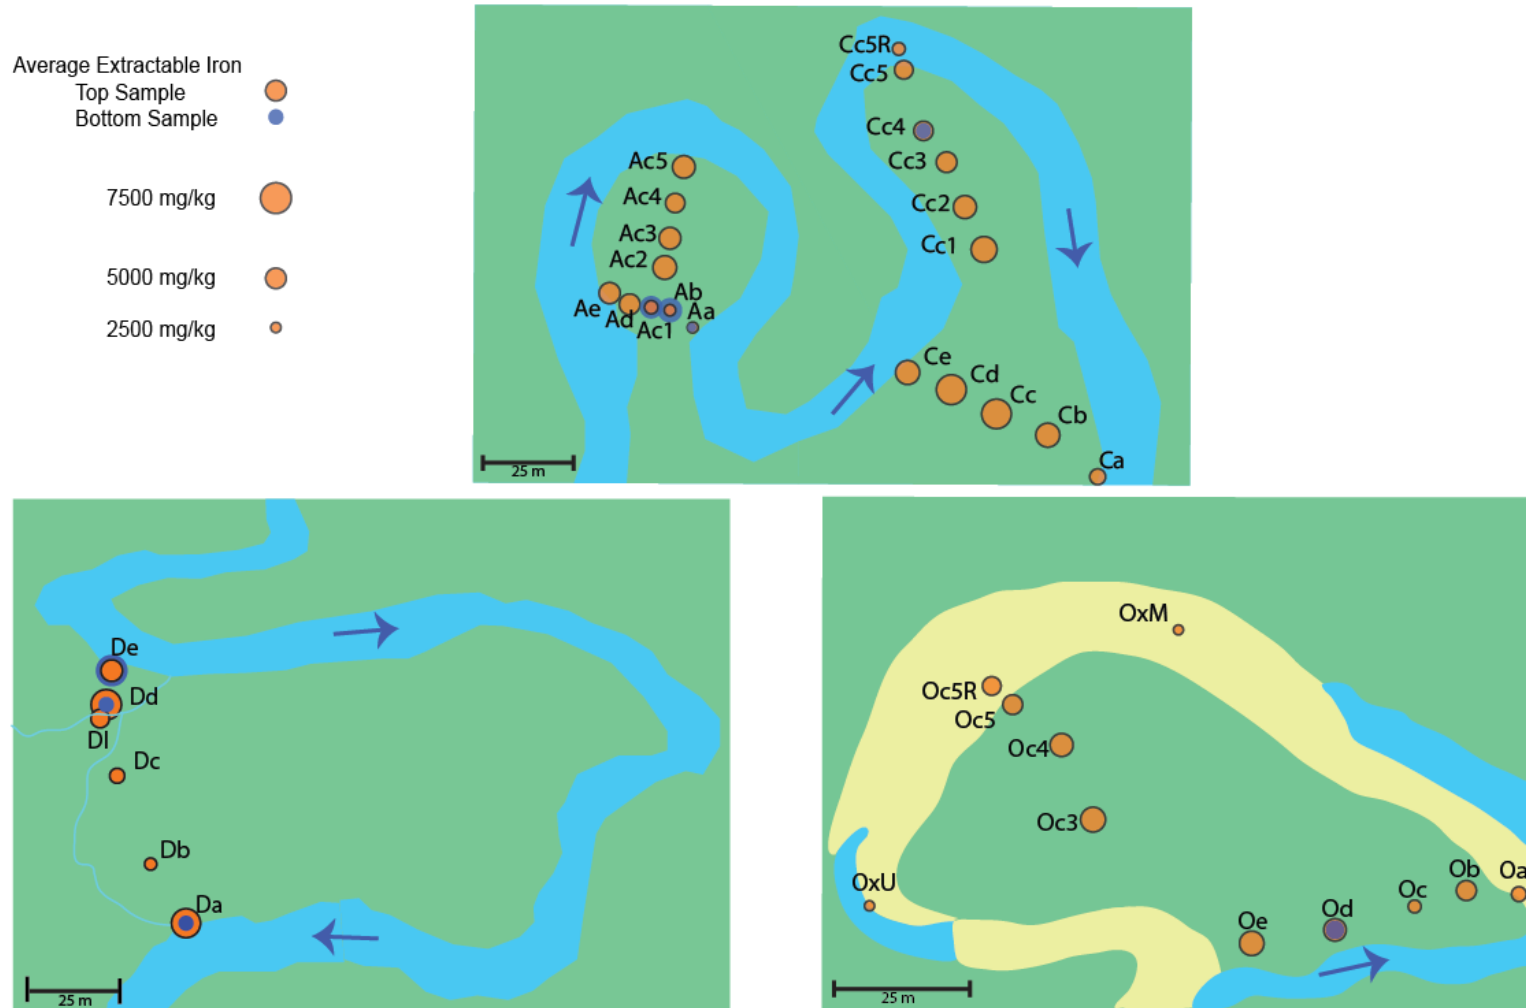 Average Extractable Iron
Top Sample
Bottom Sample
7500 mg/kg
5000 mg/kg
2500 mg/kg
Cc5R
Cc5
Cc4
Cc3
Cc2
Cc1
Ac5
Ac4
Ac3
Ac2
Ae
Ad
Ac1
Ab
Aa
Ce
Cd
Cc
Cb
Ca
25 m
De
Dd
Dl
Dc
Db
Da
25 m
OxM
Oc5R
Oc5
Oc4
Oc3
OxU
Oe
Od
Oc
Ob
Oa
25 m